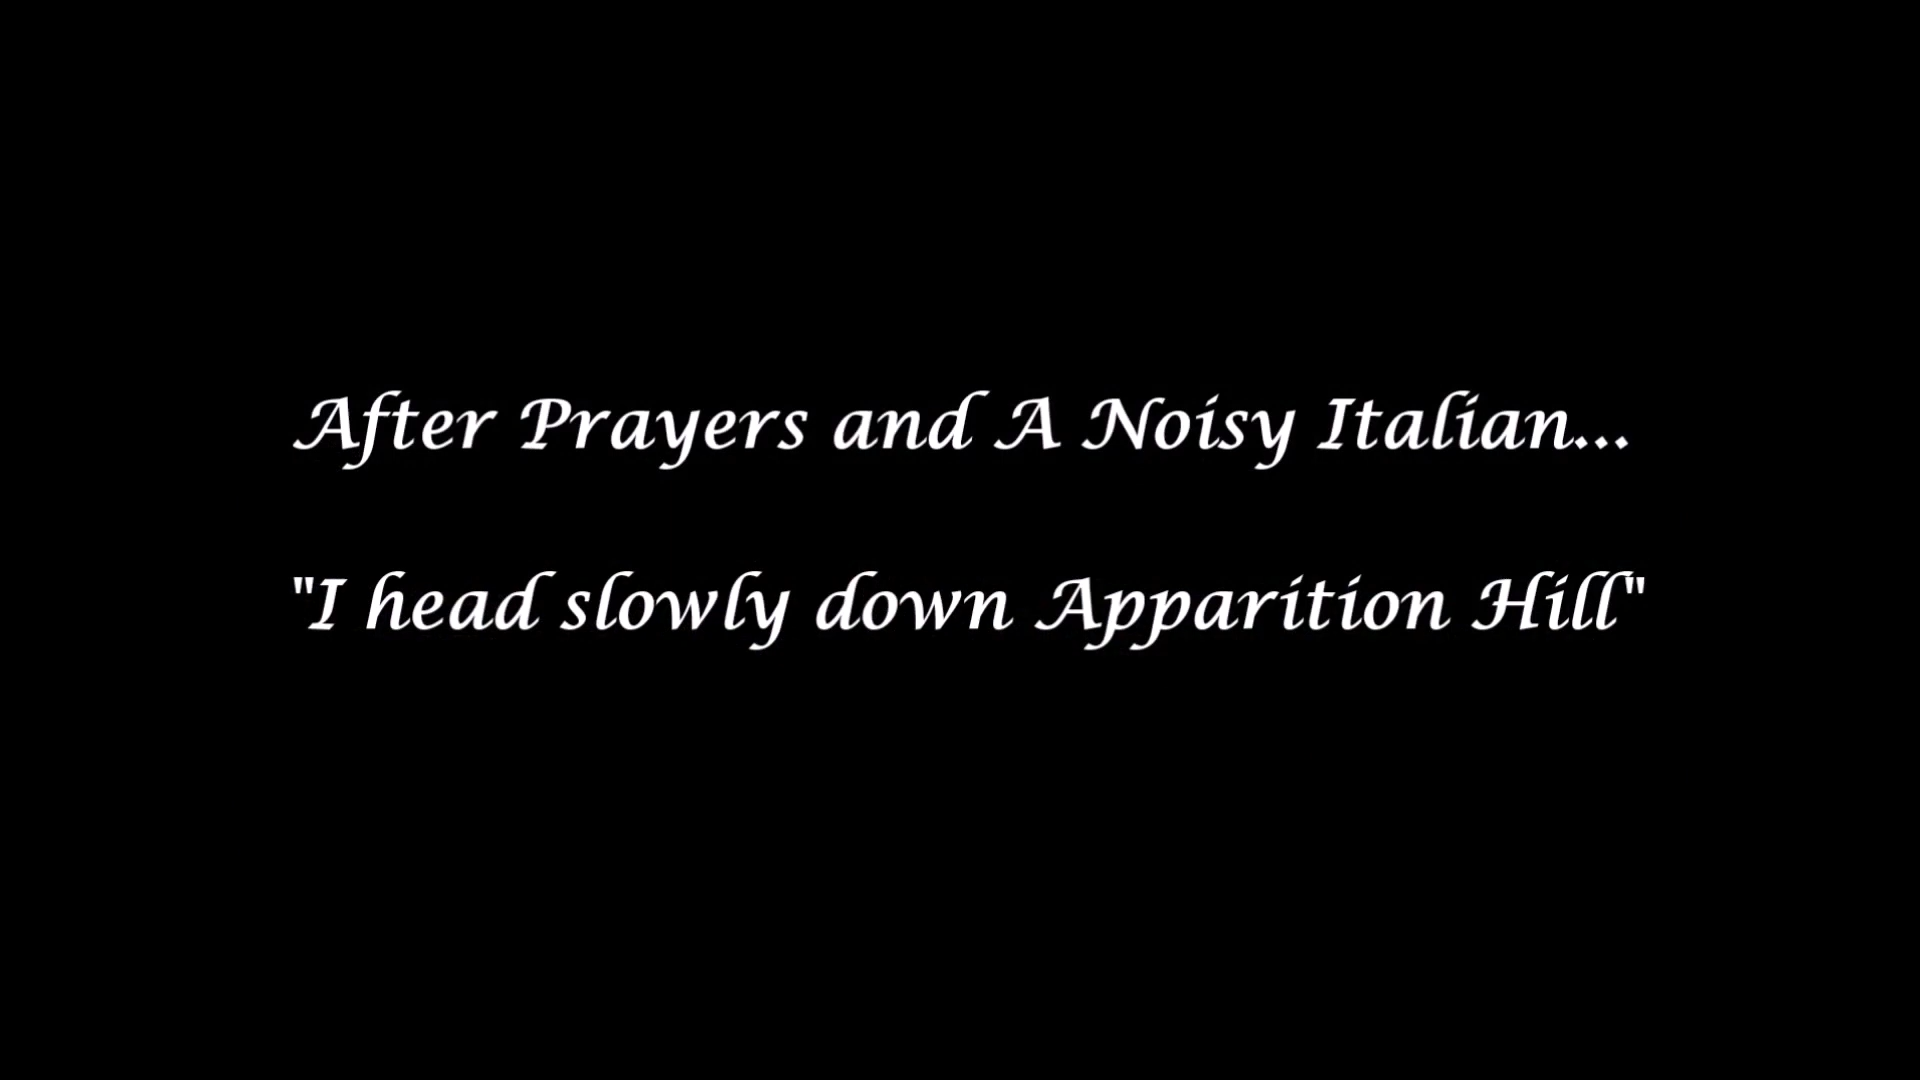 After Prayers and A Noisy Italian...
"I head slowly down Apparition Hill"